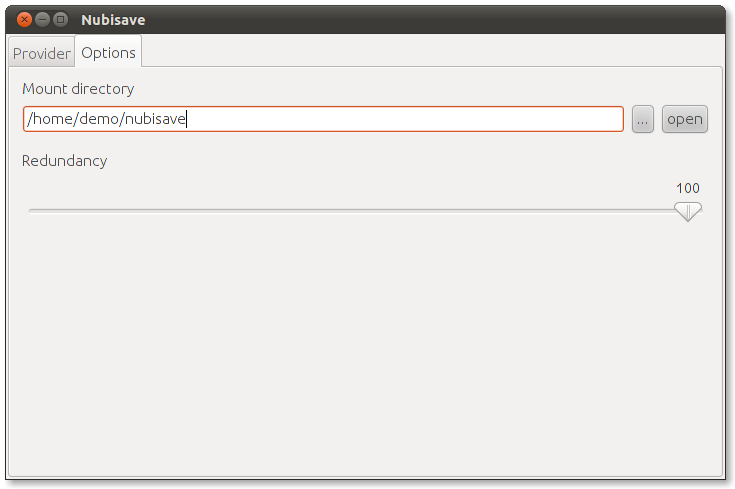 Nubisave
Provider Options
Mount directory
/home/demo/nubisave ... open
Redundancy
100